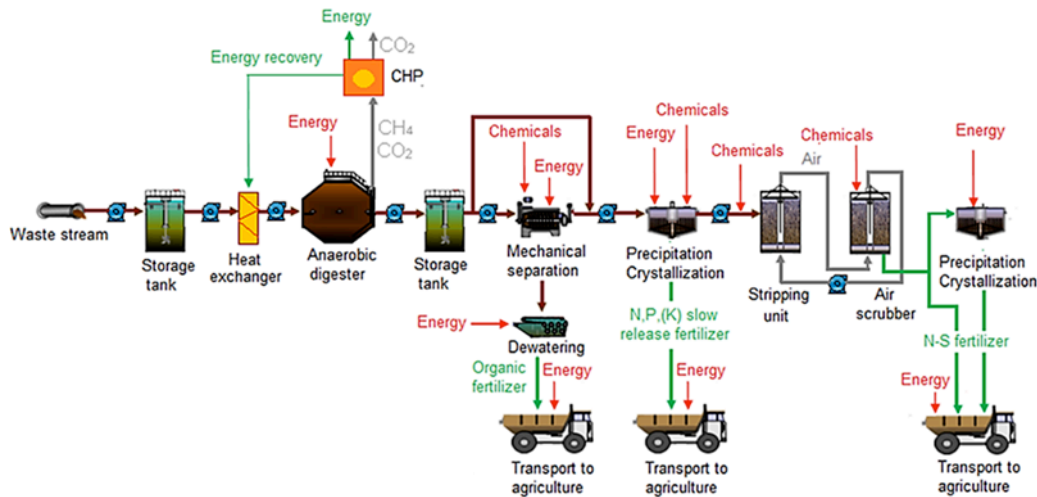 Energy
CO2
Energy recovery
CHP
Energy
CH4
CO2
Chemicals
Energy
Energy
Chemicals
Chemicals
Chemicals
Air
Energy
Waste stream
Storage
tank
Heat
exchanger
Anaerobic
digester
Storage
tank
Mechanical
separation
Precipitation
Crystallization
Stripping
unit
Air
scrubber
Precipitation
Crystallization
Energy
Dewatering
N,P,(K) slow
release fertilizer
N-S fertilizer
Organic
fertilizer
Energy
Energy
Energy
Transport to
agriculture
Transport to
agriculture
Transport to
agriculture